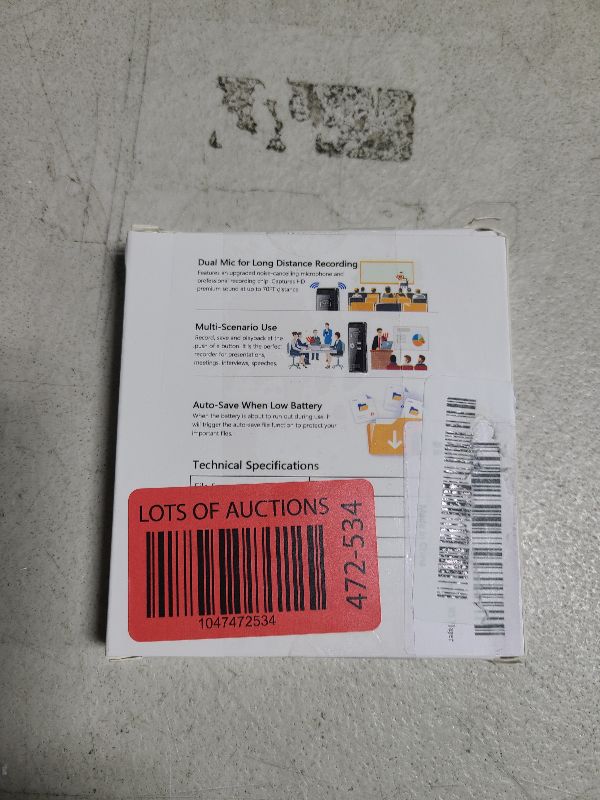 Dual Mic for Long Distance Recording
Features an upgraded noise-canceling microphone and
professional recording chip. Captures HD
premium sound at up to 70FT distance
Multi-Scenario Use
Record, save and playback at the
push of a button. It is the perfect
recorder for presentations,
meetings, interviews, speeches.
Auto-Save When Low Battery
When the battery is about to run out during use, it
will trigger the auto-save file function to protect your
important files.
Technical Specifications
LOTS OF AUCTIONS
472-534
1047472534